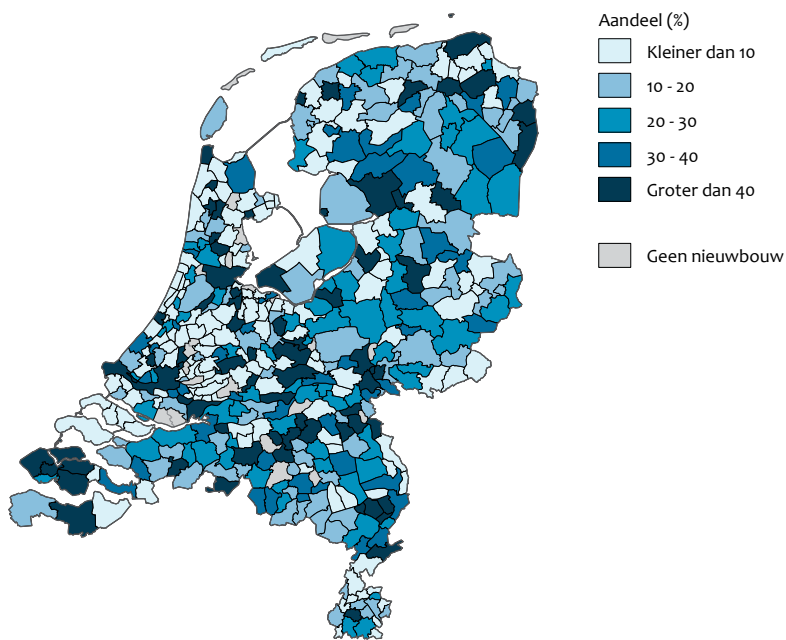 Aandeel (%)
Kleiner dan 10
10 - 20
20 - 30
30 - 40
Groter dan 40
Geen nieuwbouw